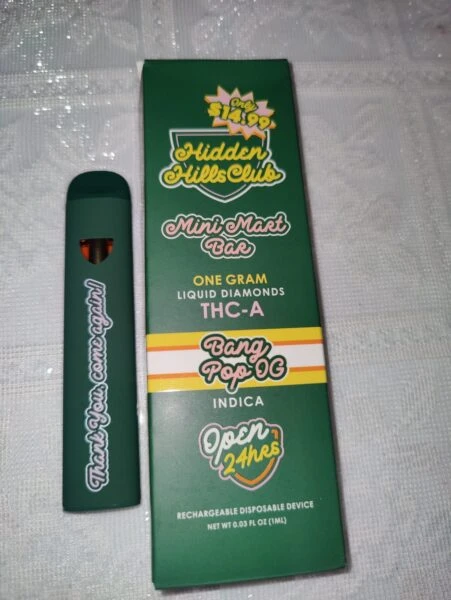 Only
$14.99
Hidden
Hills Club
Mini Mart
Bar
ONE GRAM
LIQUID DIAMONDS
THC-A
Bang
Pop OG
INDICA
Open
24hrs
RECHARGEABLE DISPOSABLE DEVICE
NET WT 0.03 FL OZ (1ML)
Thank You, come again!